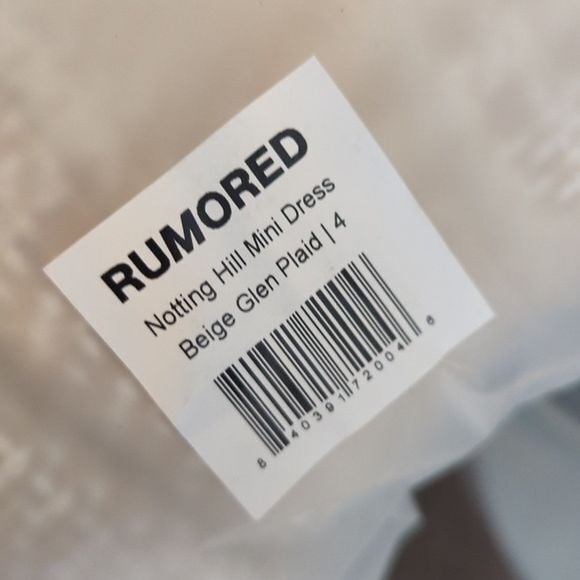 RUMORED
Notting Hill Mini Dress
Beige Glen Plaid | 4
8 40391 72004 8